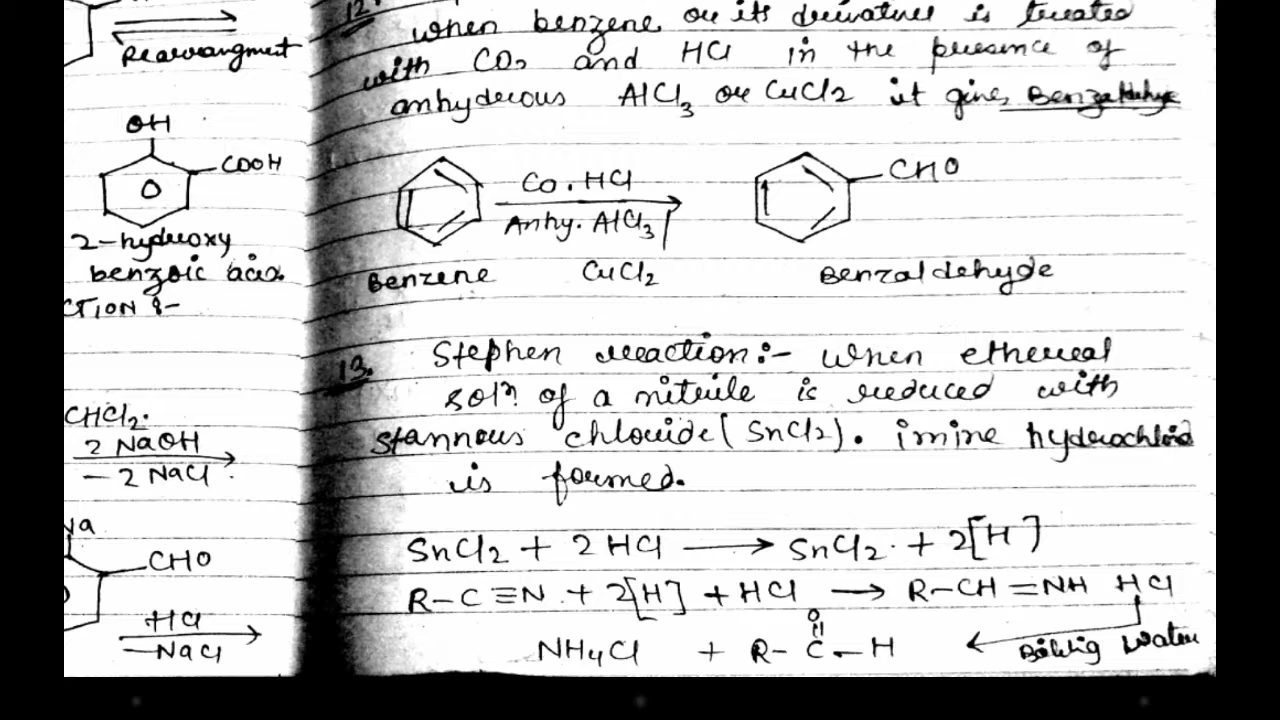 Rearrangment
OH
COOH
2-hydroxy
benzoic acid
CTION :-
CHCl2.
2 NaOH
- 2 NaCl.
CHO
HCl
-NaCl
12.
when benzene or its derivative is treated
with CO2 and HCl in the presence of
anhydrous AlCl3 or CuCl2 it gives Benzaldehyde
Co. HCl
Anhy. AlCl3/
CHO
Benzene CuCl2 Benzaldehyde
13. Stephen reaction:- when ethereal
soln of a nitrile is reduced with
stannous chloride (SnCl2). imine hydrochloride
is formed.
SnCl2 + 2HCl → SnCl2. + 2[H]
R-C≡N + 2[H] + HCl → R-CH=NH HCl
O
NH4Cl + R-C-H ← Boiling Water